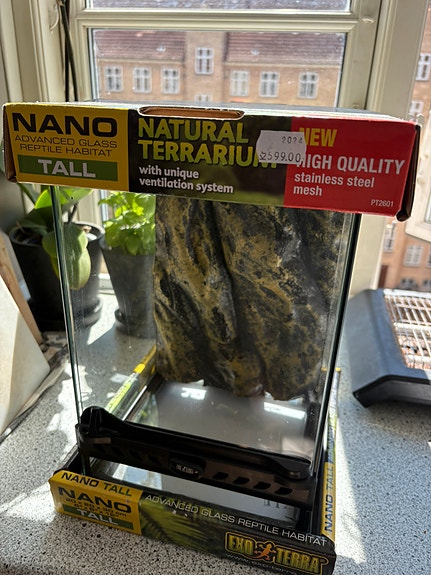 NANO
ADVANCED GLASS
REPTILE HABITAT
TALL
NATURAL
TERRARIUM
with unique
ventilation system
2024
599.00
NEW
HIGH QUALITY
stainless steel
mesh
PT2601
NANO TALL
NANO
TALL
ADVANCED GLASS REPTILE HABITAT
EXO TERRA
NANO TALL